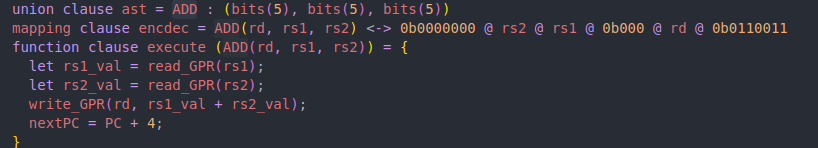 union clause ast = ADD : (bits(5), bits(5), bits(5))
mapping clause encdec = ADD(rd, rs1, rs2) <-> 0b0000000 @ rs2 @ rs1 @ 0b000 @ rd @ 0b0110011
function clause execute (ADD(rd, rs1, rs2)) = {
  let rs1_val = read_GPR(rs1);
  let rs2_val = read_GPR(rs2);
  write_GPR(rd, rs1_val + rs2_val);
  nextPC = PC + 4;
}